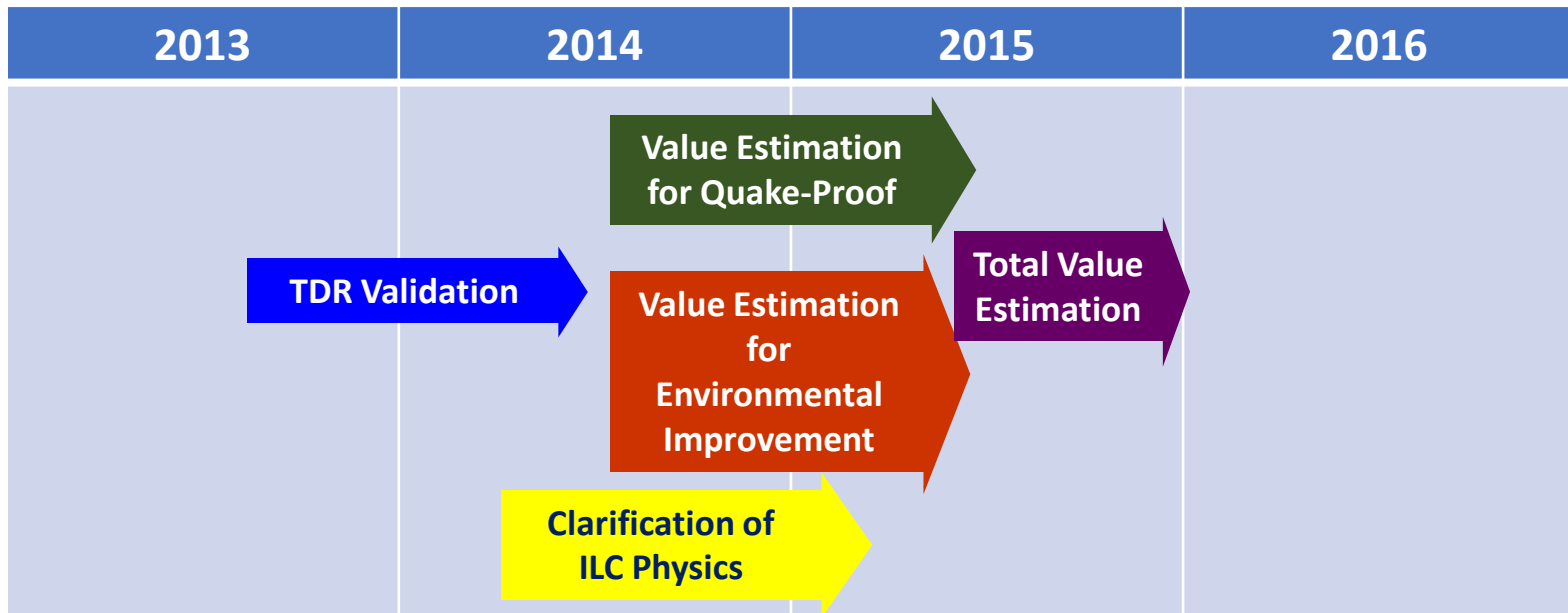 2013
2014
2015
2016
Value Estimation
for Quake-Proof
TDR Validation
Value Estimation
for
Environmental
Improvement
Total Value
Estimation
Clarification of
ILC Physics